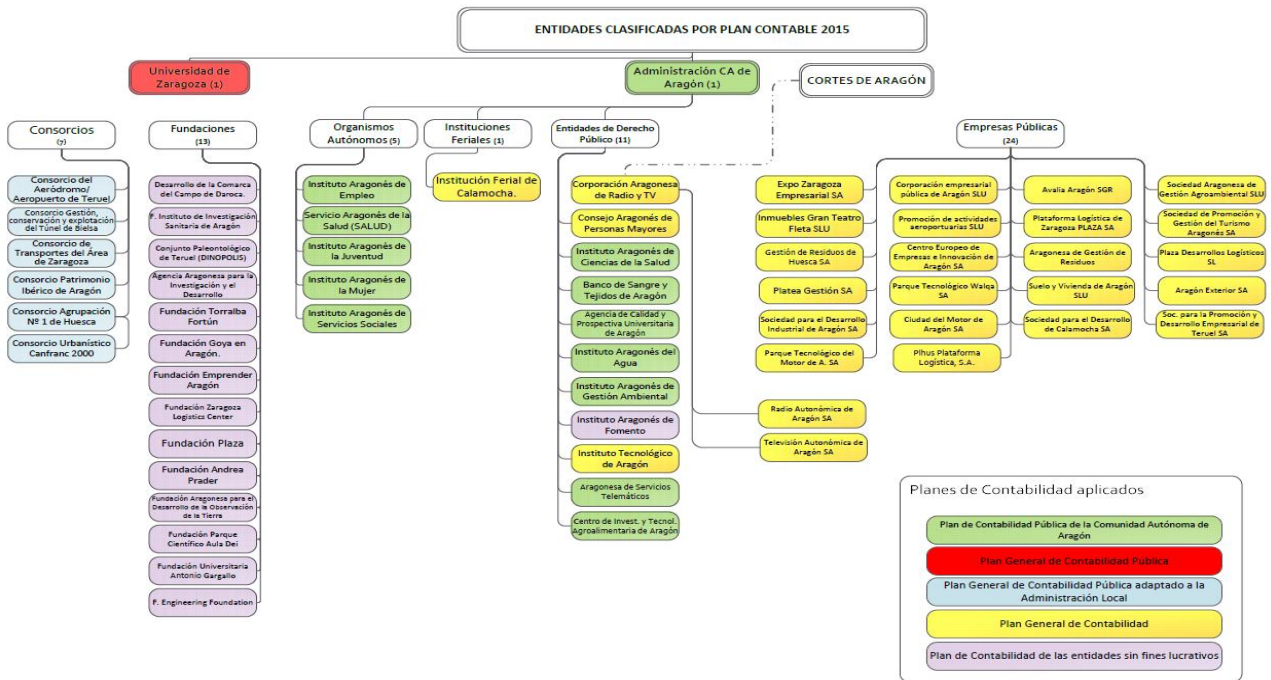 ENTIDADES CLASIFICADAS POR PLAN CONTABLE 2015
Universidad de
Zaragoza (1)
Administración CA de
Aragón (1)
CORTES DE ARAGÓN
Consorcios
(7)
Fundaciones
(13)
Organismos
Autónomos (5)
Instituciones
Feriales (1)
Entidades de Derecho
Público (11)
Empresas Públicas
(24)
Consorcio del
Aeródromo/
Aeropuerto de Teruel
Consorcio Gestión,
conservación y explotación
del Túnel de Bielsa
Consorcio de
Transportes del Área
de Zaragoza
Consorcio Patrimonio
Ibérico de Aragón
Consorcio Agrupación
Nº 1 de Huesca
Consorcio Urbanístico
Canfranc 2000
Desarrollo de la Comarca
del Campo de Daroca.
F. Instituto de Investigación
Sanitaria de Aragón
Conjunto Paleontológico
de Teruel (DINOPOLIS)
Agencia Aragonesa para la
Investigación y el
Desarrollo
Fundación Torralba
Fortún
Fundación Goya en
Aragón.
Fundación Emprender
Aragón
Fundación Zaragoza
Logistics Center
Fundación Plaza
Fundación Andrea
Prader
Fundación Aragonesa para el
Desarrollo de la Observación
de la Tierra
Fundación Parque
Científico Aula Dei
Fundación Universitaria
Antonio Gargallo
F. Engineering Foundation
Instituto Aragonés de
Empleo
Servicio Aragonés de la
Salud (SALUD)
Instituto Aragonés de
la Juventud
Instituto Aragonés de
la Mujer
Instituto Aragonés de
Servicios Sociales
Institución Ferial de
Calamocha.
Corporación Aragonesa
de Radio y TV
Consejo Aragonés de
Personas Mayores
Instituto Aragonés de
Ciencias de la Salud
Banco de Sangre y
Tejidos de Aragón
Agencia de Calidad y
Prospectiva Universitaria
de Aragón
Instituto Aragonés del
Agua
Instituto Aragonés de
Gestión Ambiental
Instituto Aragonés de
Fomento
Instituto Tecnológico
de Aragón
Aragonesa de Servicios
Telemáticos
Centro de Invest. y Tecnol.
Agroalimentaria de Aragón
Expo Zaragoza
Empresarial SA
Inmuebles Gran Teatro
Fleta SLU
Gestión de Residuos de
Huesca SA
Platea Gestión SA
Sociedad para el Desarrollo
Industrial de Aragón SA
Parque Tecnológico del
Motor de A. SA
Radio Autonómica de
Aragón SA
Televisión Autonómica de
Aragón SA
Corporación empresarial
pública de Aragón SLU
Promoción de actividades
aeroportuarias SLU
Centro Europeo de
Empresas e Innovación de
Aragón SA
Parque Tecnológico Walqa
SA
Ciudad del Motor de
Aragón SA
Plhus Plataforma
Logística, S.A.
Avalia Aragón SGR
Plataforma Logística de
Zaragoza PLAZA SA
Aragonesa de Gestión de
Residuos
Suelo y Vivienda de Aragón
SLU
Sociedad para el Desarrollo
de Calamocha SA
Sociedad Aragonesa de
Gestión Agroambiental SLU
Sociedad de Promoción y
Gestión del Turismo
Aragonés SA
Plaza Desarrollos Logísticos
SL
Aragón Exterior SA
Soc. para la Promoción y
Desarrollo Empresarial de
Teruel SA
Planes de Contabilidad aplicados
Plan de Contabilidad Pública de la Comunidad Autónoma de
Aragón
Plan General de Contabilidad Pública
Plan General de Contabilidad Pública adaptado a la
Administración Local
Plan General de Contabilidad
Plan de Contabilidad de las entidades sin fines lucrativos